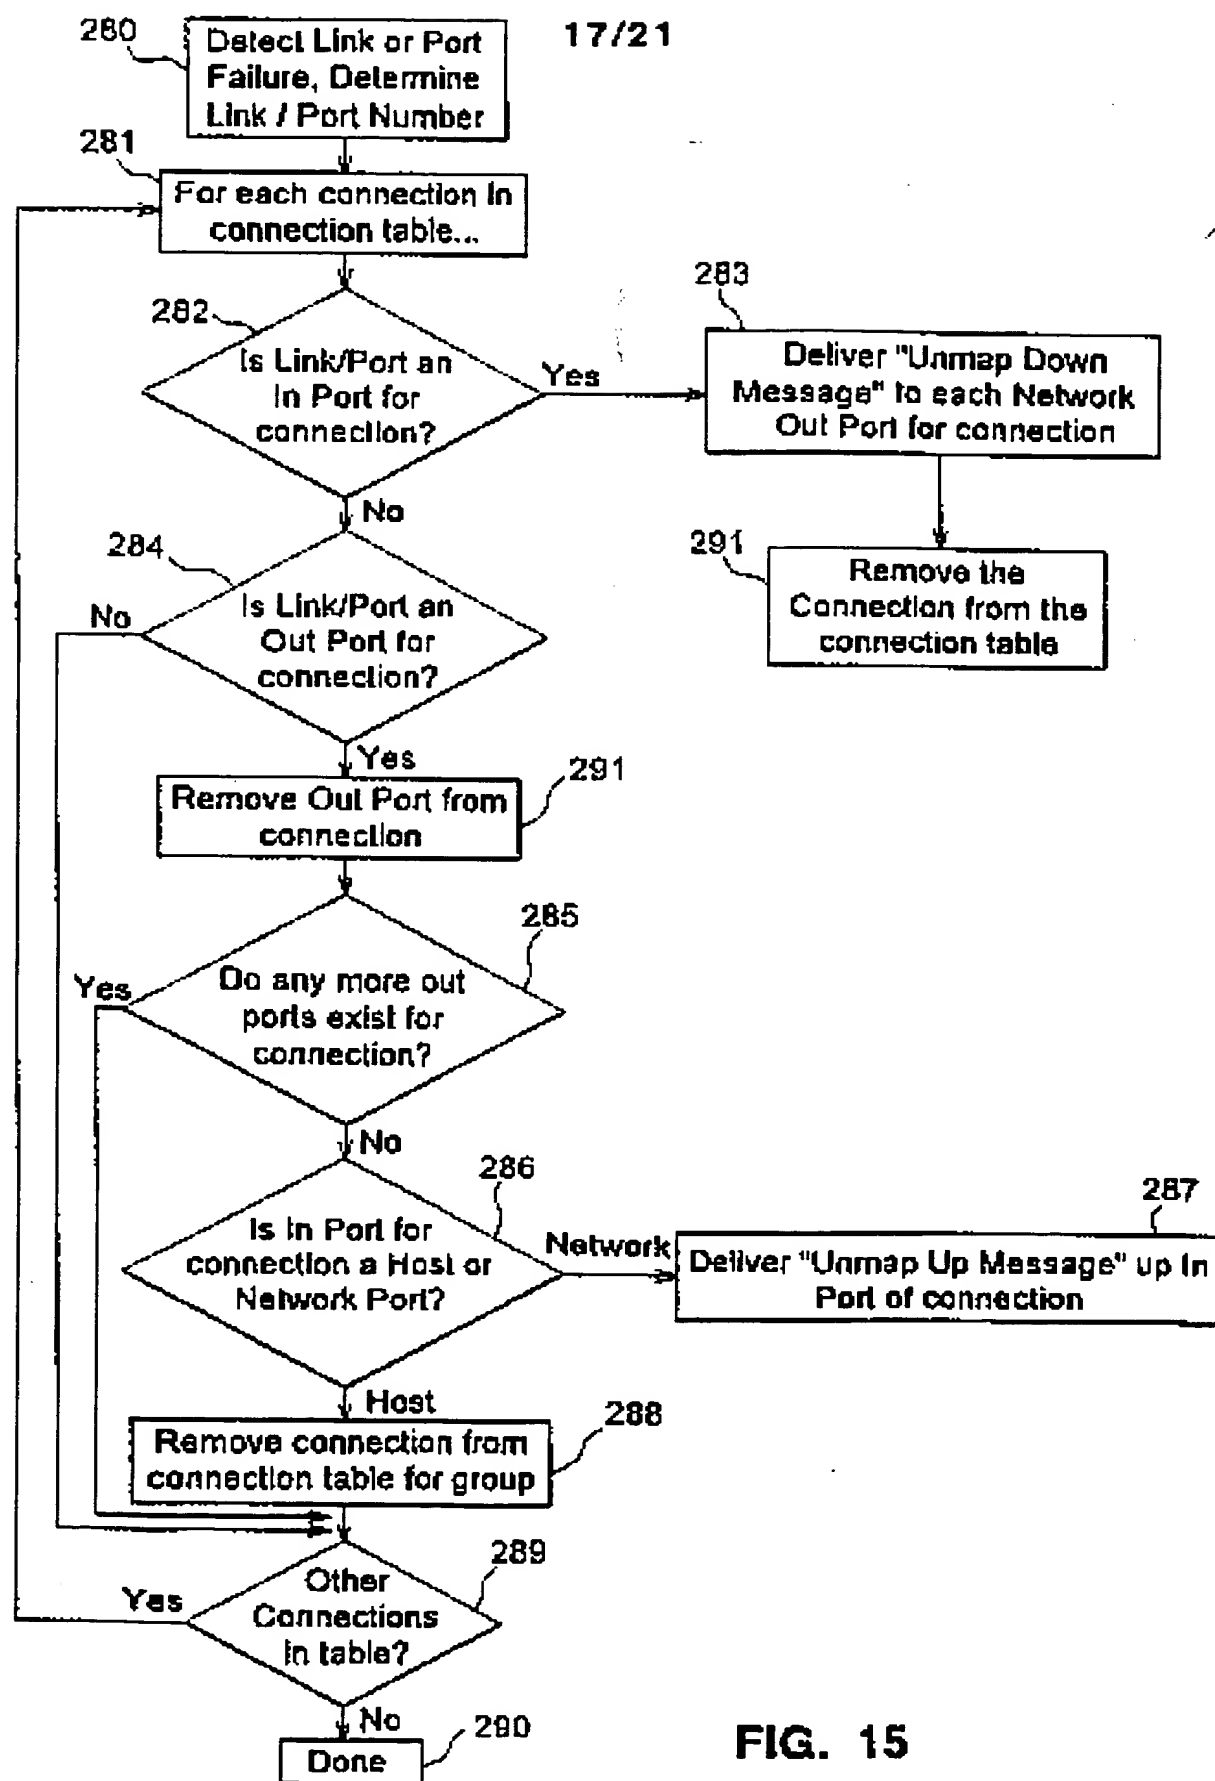 280
Detect Link or Port
Failure, Determine
Link / Port Number
17/21
281
For each connection in
connection table...
282
Is Link/Port an
In Port for
connection?
Yes
283
Deliver "Unmap Down
Message" to each Network
Out Port for connection
No
284
No
Is Link/Port an
Out Port for
connection?
291
Remove the
Connection from the
connection table
Yes
291
Remove Out Port from
connection
285
Yes
Do any more out
ports exist for
connection?
No
286
Is In Port for
connection a Host or
Network Port?
Network
287
Deliver "Unmap Up Message" up In
Port of connection
Host
288
Remove connection from
connection table for group
289
Yes
Other
Connections
in table?
No
290
Done
FIG. 15